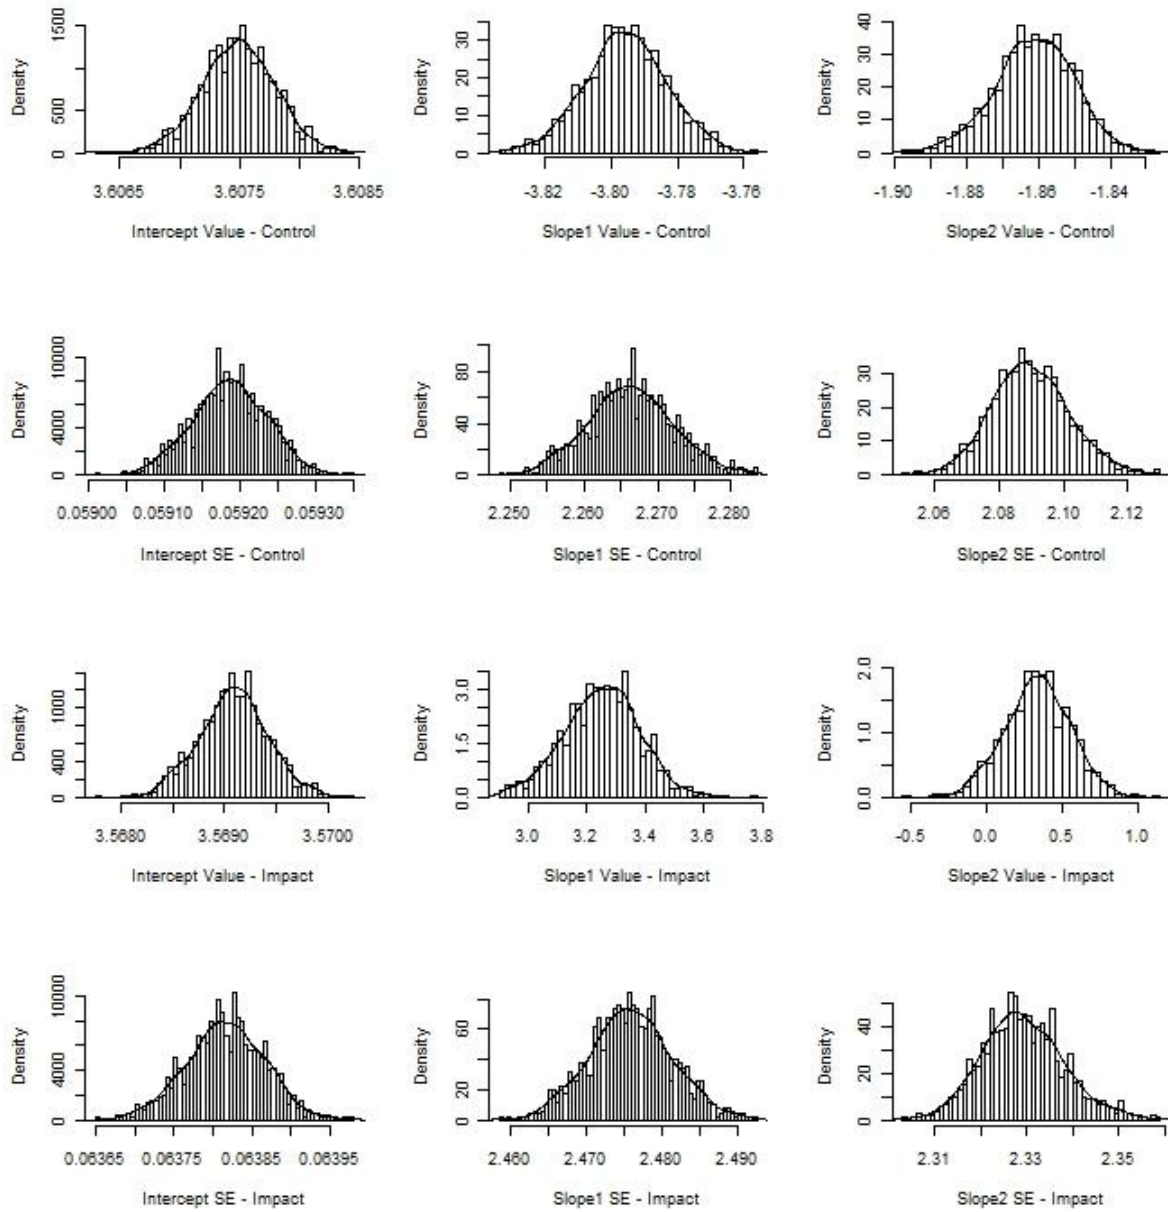 Density 0 500 1500
3.6065 3.6075 3.6085
Intercept Value - Control
Density 0 10 20 30
-3.82 -3.80 -3.78 -3.76
Slope1 Value - Control
Density 0 10 20 30 40
-1.90 -1.88 -1.86 -1.84
Slope2 Value - Control
Density 0 4000 10000
0.05900 0.05910 0.05920 0.05930
Intercept SE - Control
Density 0 40 80
2.250 2.260 2.270 2.280
Slope1 SE - Control
Density 0 10 20 30
2.06 2.08 2.10 2.12
Slope2 SE - Control
Density 0 400 1000
3.5680 3.5690 3.5700
Intercept Value - Impact
Density 0.0 1.5 3.0
3.0 3.2 3.4 3.6 3.8
Slope1 Value - Impact
Density 0.0 1.0 2.0
-0.5 0.0 0.5 1.0
Slope2 Value - Impact
Density 0 4000 10000
0.06365 0.06375 0.06385 0.06395
Intercept SE - Impact
Density 0 20 60
2.460 2.470 2.480 2.490
Slope1 SE - Impact
Density 0 20 40
2.31 2.33 2.35
Slope2 SE - Impact